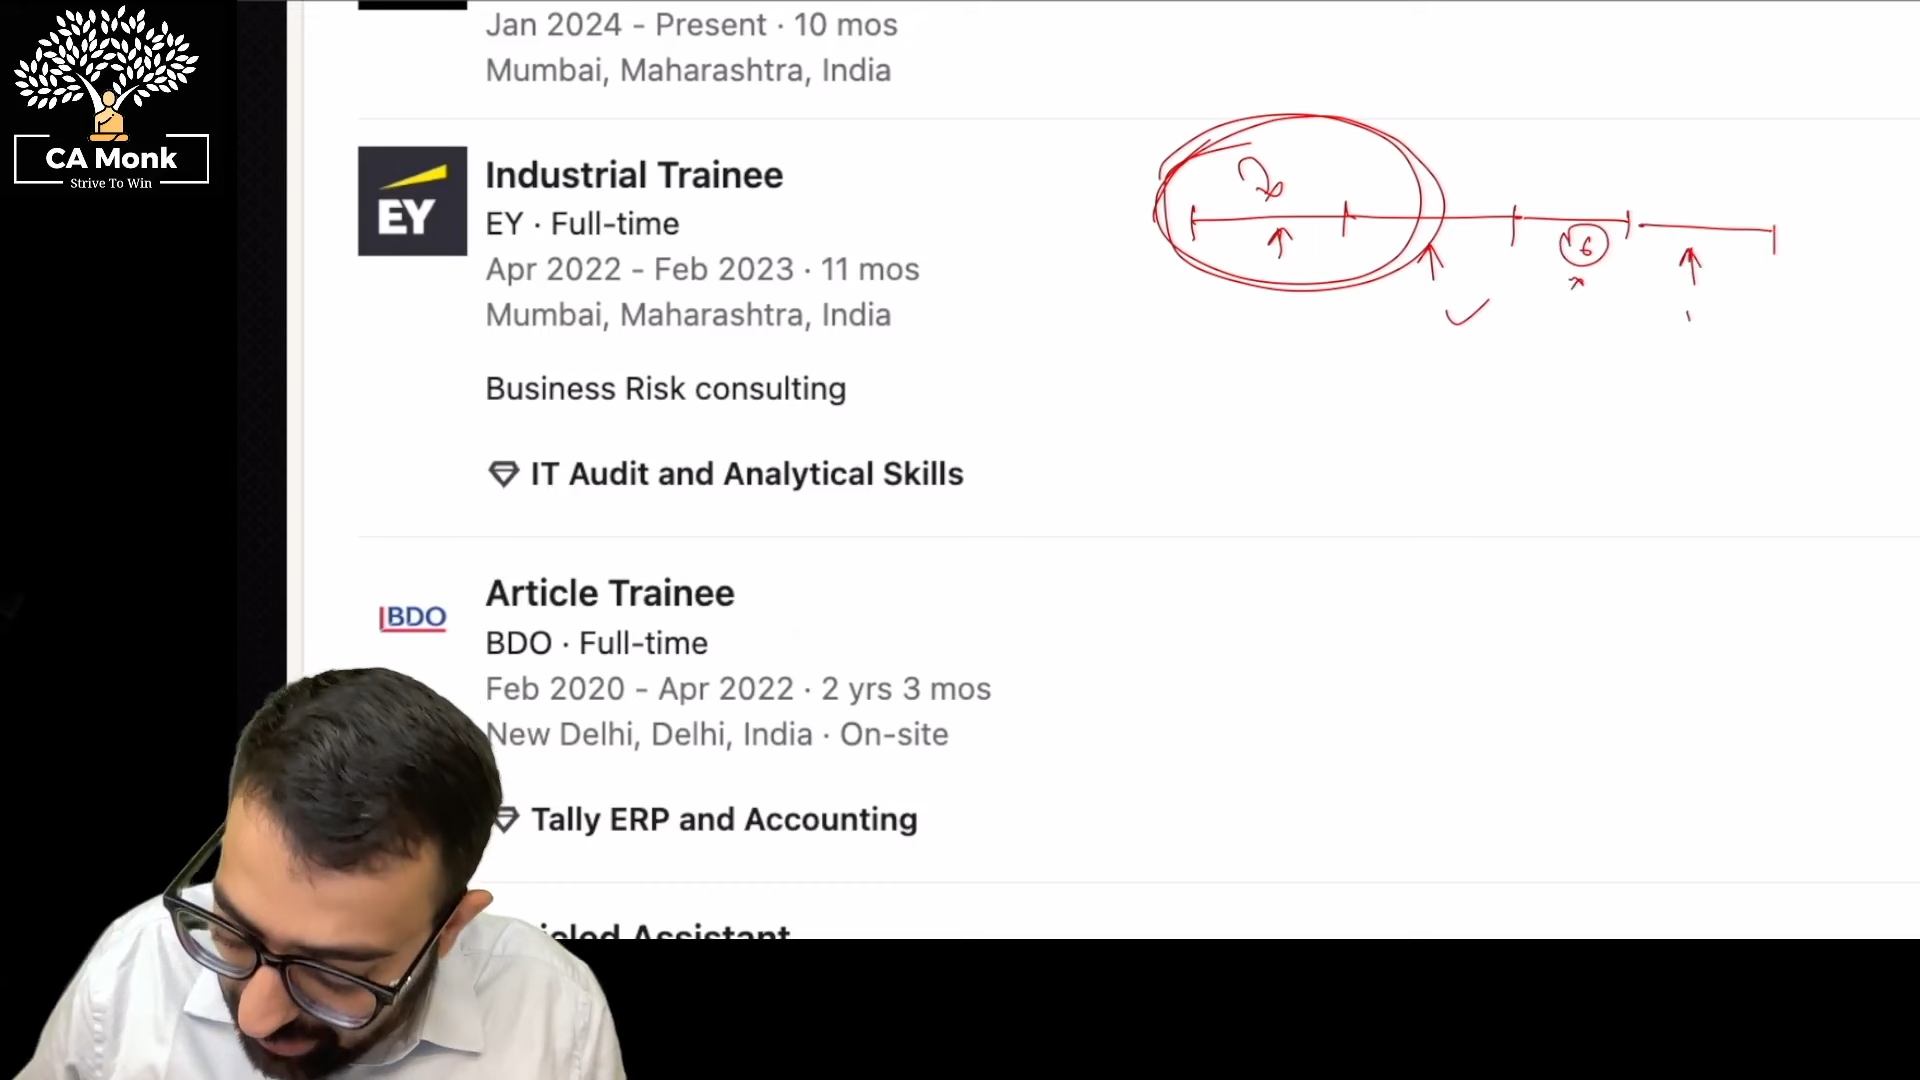 CA Monk
Strive To Win
Jan 2024 - Present · 10 mos
Mumbai, Maharashtra, India
EY
Industrial Trainee
EY · Full-time
Apr 2022 - Feb 2023 · 11 mos
Mumbai, Maharashtra, India
Business Risk consulting
IT Audit and Analytical Skills
6
BDO
Article Trainee
BDO · Full-time
Feb 2020 - Apr 2022 · 2 yrs 3 mos
New Delhi, Delhi, India · On-site
Tally ERP and Accounting
Assistant